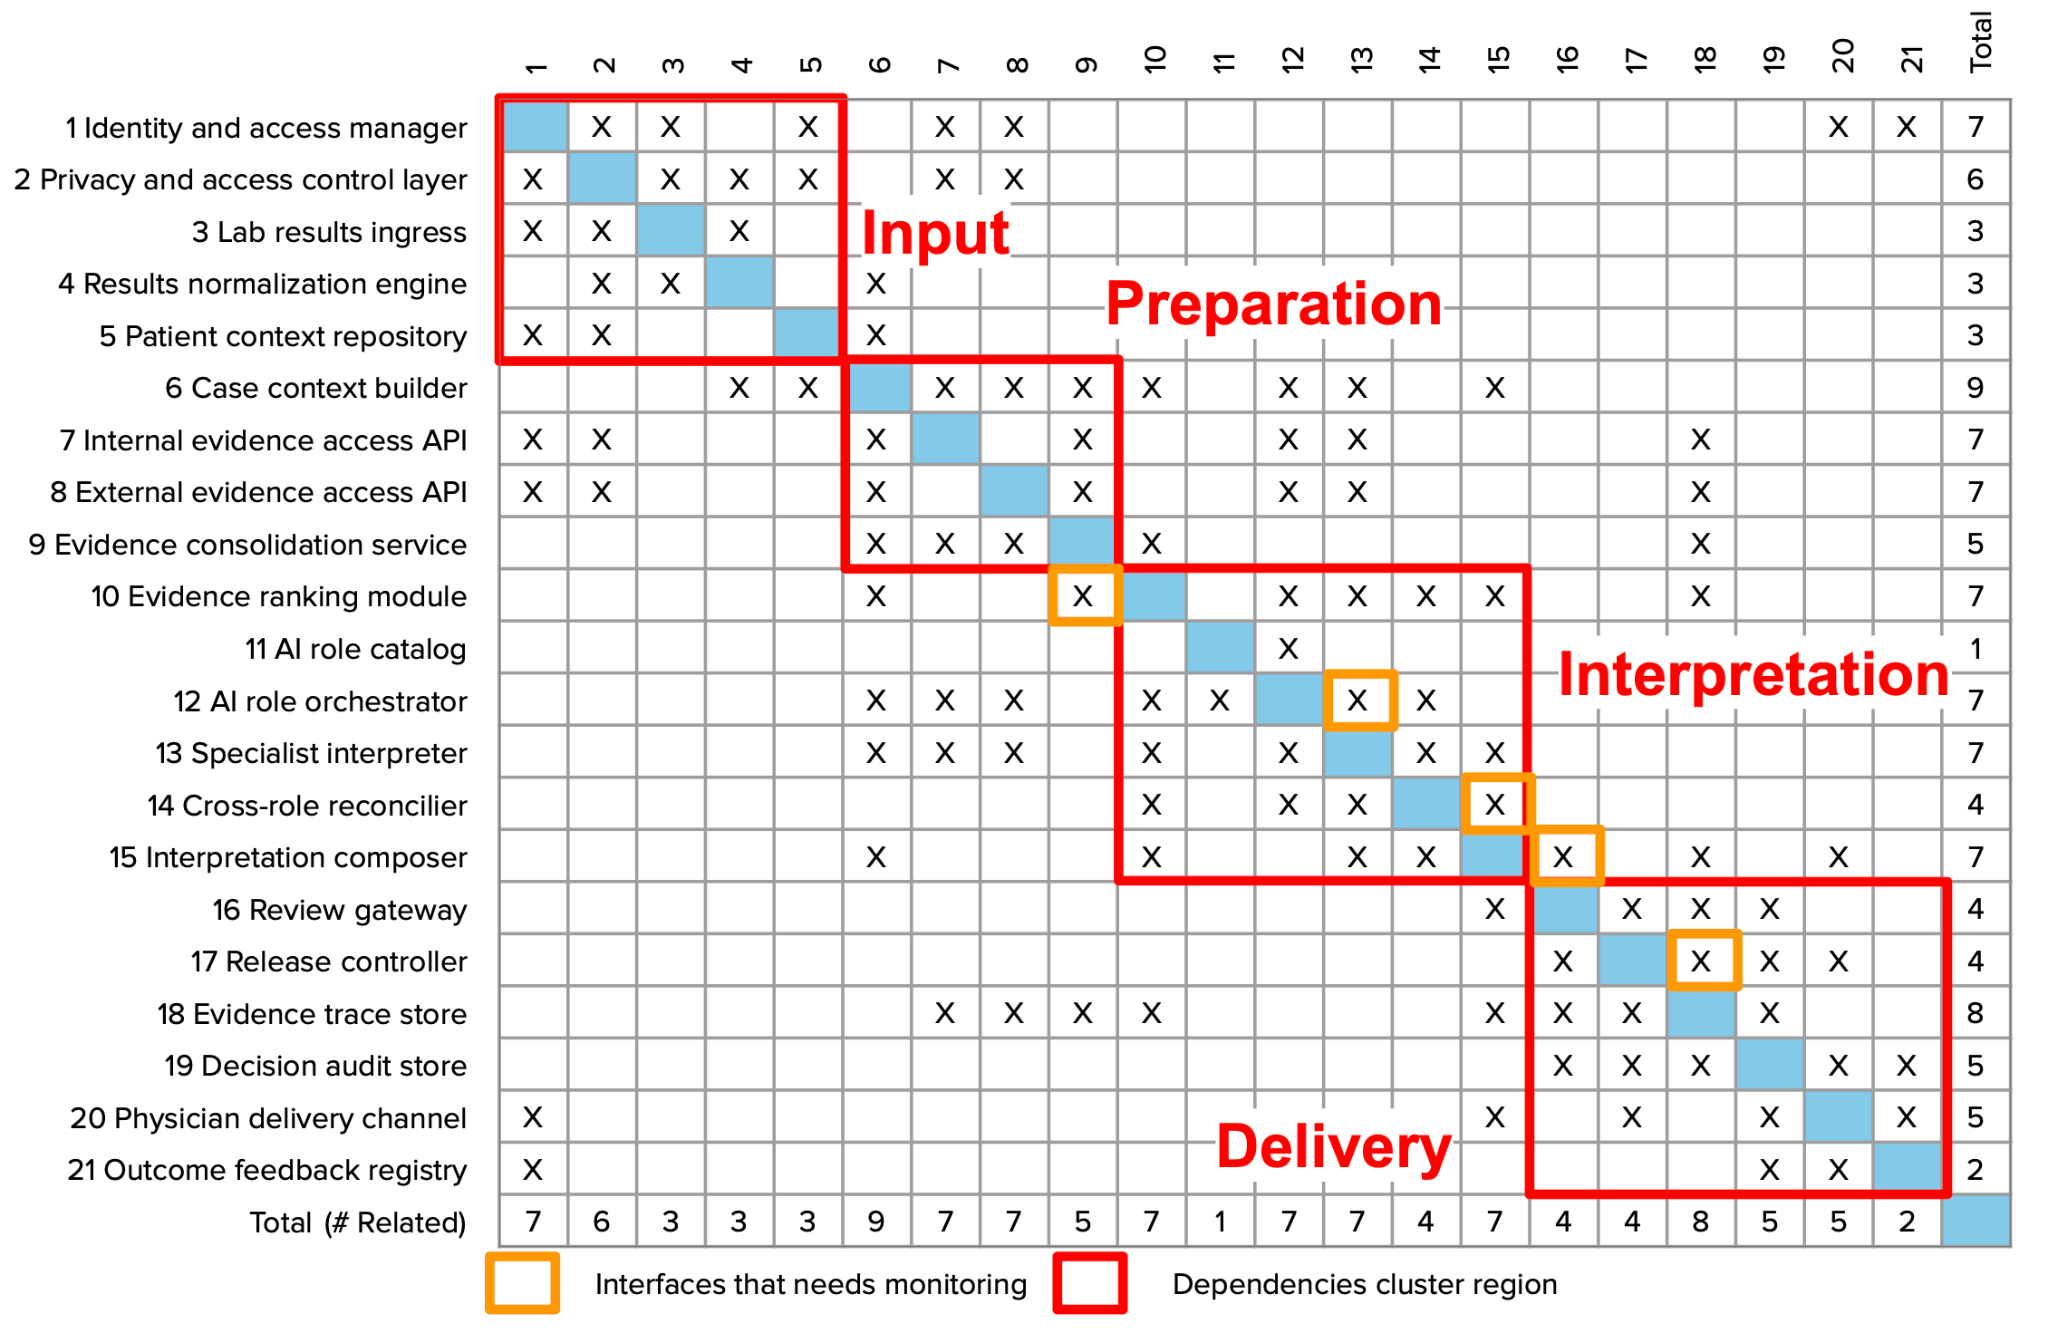 1 2 3 4 5 6 7 8 9 10 11 12 13 14 15 16 17 18 19 20 21 Total
1 Identity and access manager X X X X X X X 7
2 Privacy and access control layer X X X X X X 6
3 Lab results ingress X X X 3
Input
4 Results normalization engine X X X 3
Preparation
5 Patient context repository X X X 3
6 Case context builder X X X X X X X X X 9
7 Internal evidence access API X X X X X X X 7
8 External evidence access API X X X X X X X 7
9 Evidence consolidation service X X X X X 5
10 Evidence ranking module X X X X X X X 7
11 AI role catalog X 1
Interpretation
12 AI role orchestrator X X X X X X X 7
13 Specialist interpreter X X X X X X X 7
14 Cross-role reconcilier X X X X 4
15 Interpretation composer X X X X X X X 7
16 Review gateway X X X X 4
17 Release controller X X X X 4
18 Evidence trace store X X X X X X X X 8
19 Decision audit store X X X X X 5
20 Physician delivery channel X X X X X 5
Delivery
21 Outcome feedback registry X X X 2
Total (# Related) 7 6 3 3 3 9 7 7 5 7 1 7 7 4 7 4 4 8 5 5 2
Interfaces that needs monitoring
Dependencies cluster region